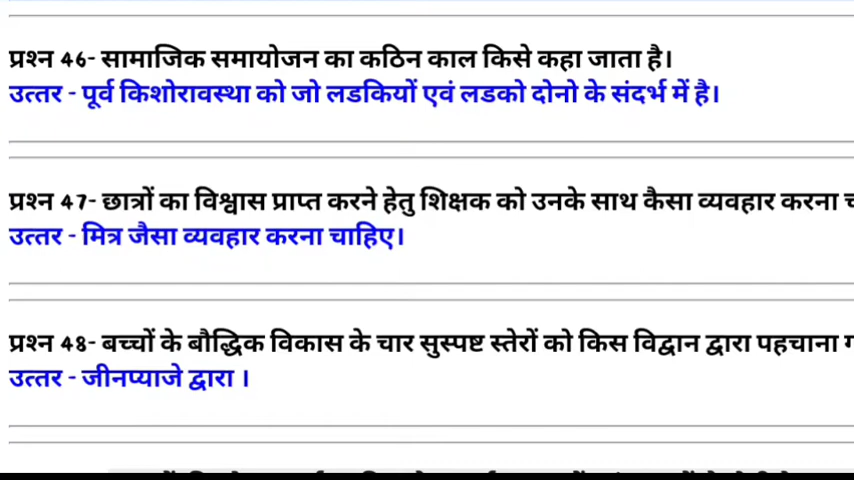 प्रश्न 46- सामाजिक समायोजन का कठिन काल किसे कहा जाता है।
उत्तर - पूर्व किशोरावस्था को जो लडकियों एवं लडको दोनो के संदर्भ में है।
प्रश्न 47- छात्रों का विश्वास प्राप्त करने हेतु शिक्षक को उनके साथ कैसा व्यवहार करना
उत्तर - मित्र जैसा व्यवहार करना चाहिए।
प्रश्न 48- बच्चों के बौद्धिक विकास के चार सुस्पष्ट स्तेरों को किस विद्वान द्वारा पहचाना
उत्तर - जीनप्याजे द्वारा ।